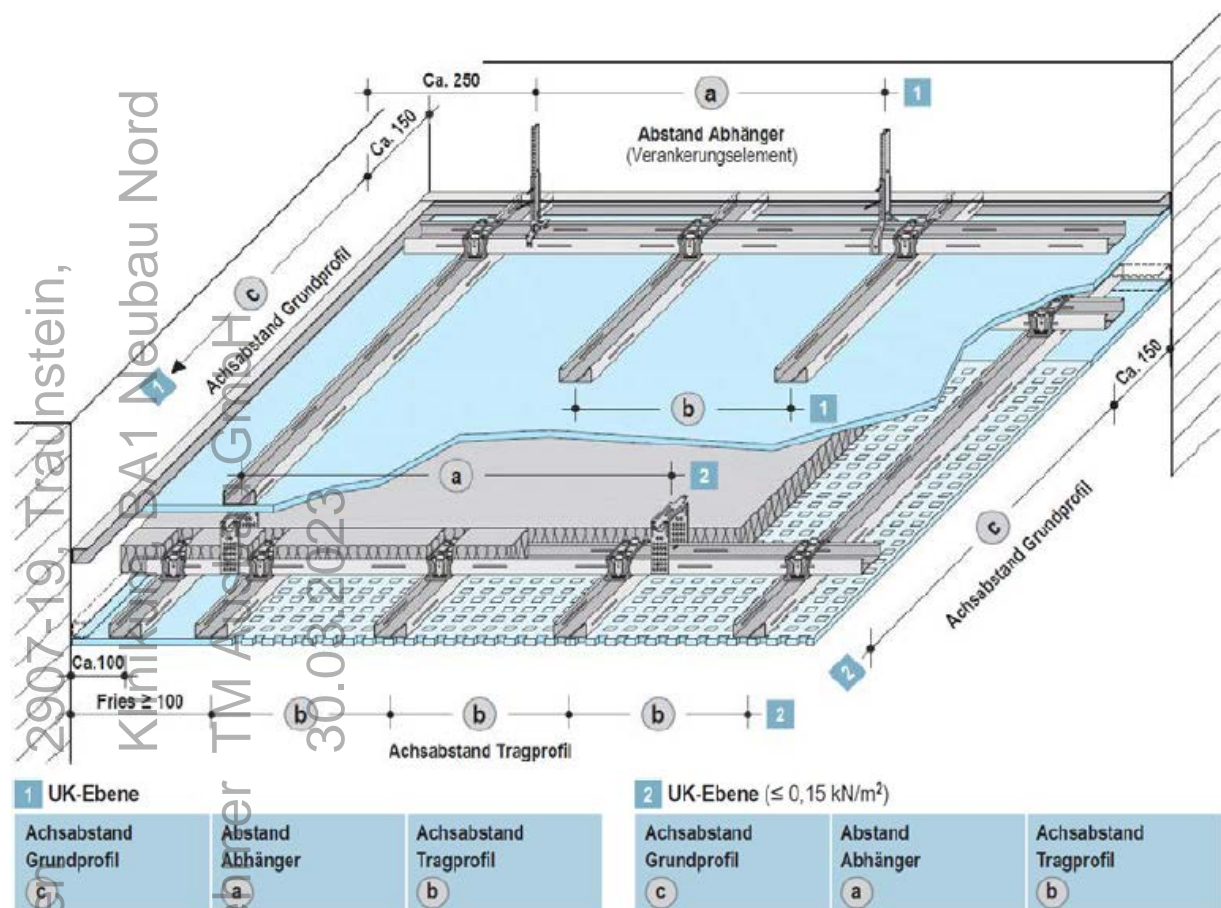 Ca. 250
a
1
Abstand Abhänger
(Verankerungselement)
Ca. 150
c
Achsabstand Grundprofil
1
b
1
a
2
Ca. 150
c
Achsabstand Grundprofil
2
Ca.100
Fries ≥ 100
b
b
b
2
Achsabstand Tragprofil
2907-19, Traunstein,
Klinikum, BA1 Neubau Nord
TM Ausbau GmbH
30.03.2023
1 UK-Ebene
Achsabstand
Grundprofil
c
Abstand
Abhänger
a
Achsabstand
Tragprofil
b
2 UK-Ebene (≤ 0,15 kN/m²)
Achsabstand
Grundprofil
c
Abstand
Abhänger
a
Achsabstand
Tragprofil
b